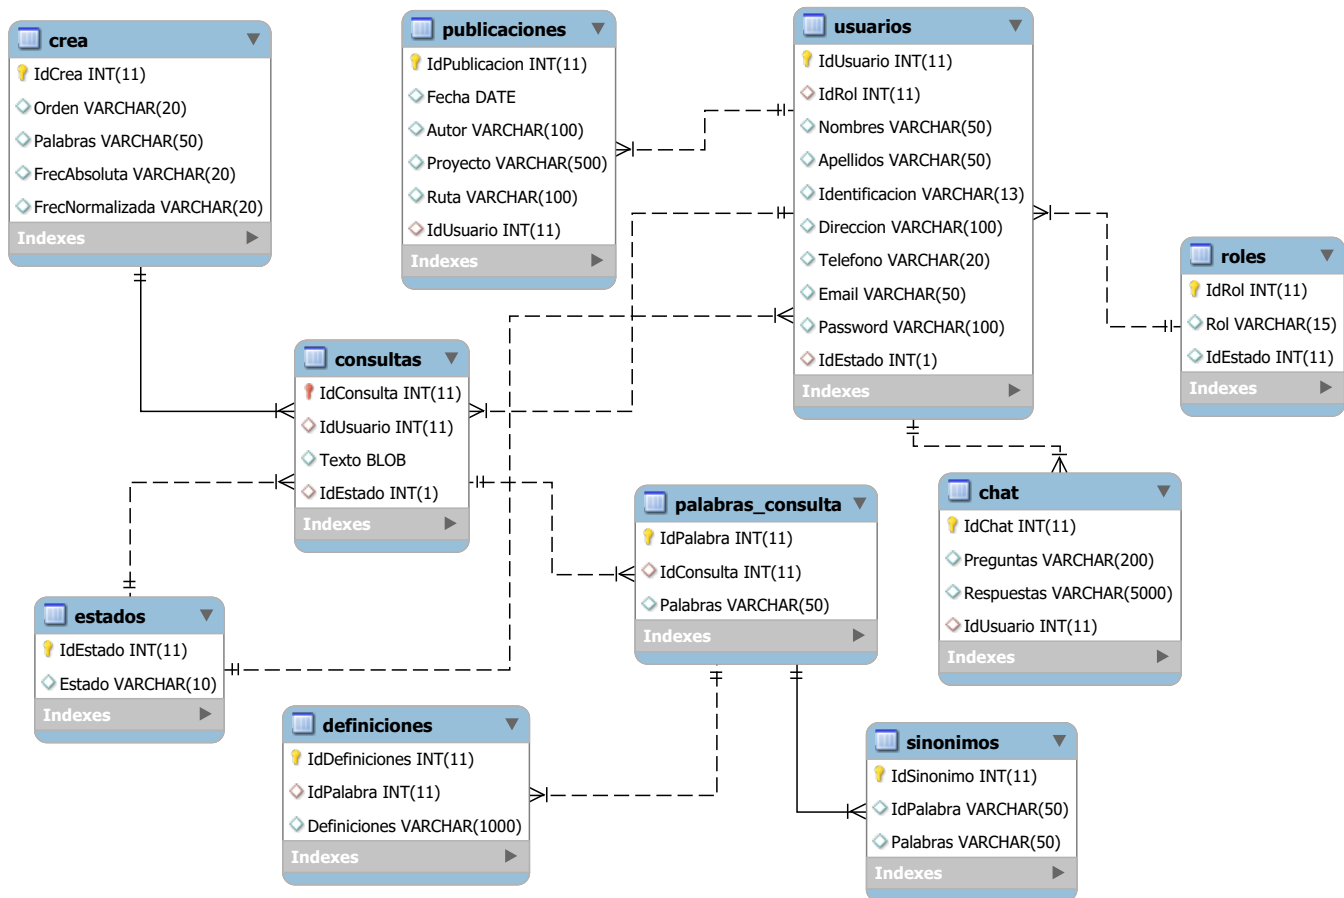 crea
IdCrea INT(11)
Orden VARCHAR(20)
Palabras VARCHAR(50)
FrecAbsoluta VARCHAR(20)
FrecNormalizada VARCHAR(20)
Indexes
publicaciones
IdPublicacion INT(11)
Fecha DATE
Autor VARCHAR(100)
Proyecto VARCHAR(500)
Ruta VARCHAR(100)
IdUsuario INT(11)
Indexes
usuarios
IdUsuario INT(11)
IdRol INT(11)
Nombres VARCHAR(50)
Apellidos VARCHAR(50)
Identificacion VARCHAR(13)
Direccion VARCHAR(100)
Telefono VARCHAR(20)
Email VARCHAR(50)
Password VARCHAR(100)
IdEstado INT(1)
Indexes
roles
IdRol INT(11)
Rol VARCHAR(15)
IdEstado INT(11)
Indexes
consultas
IdConsulta INT(11)
IdUsuario INT(11)
Texto BLOB
IdEstado INT(1)
Indexes
palabras_consulta
IdPalabra INT(11)
IdConsulta INT(11)
Palabras VARCHAR(50)
Indexes
chat
IdChat INT(11)
Preguntas VARCHAR(200)
Respuestas VARCHAR(5000)
IdUsuario INT(11)
Indexes
estados
IdEstado INT(11)
Estado VARCHAR(10)
Indexes
definiciones
IdDefiniciones INT(11)
IdPalabra INT(11)
Definiciones VARCHAR(1000)
Indexes
sinonimos
IdSinonimo INT(11)
IdPalabra VARCHAR(50)
Palabras VARCHAR(50)
Indexes